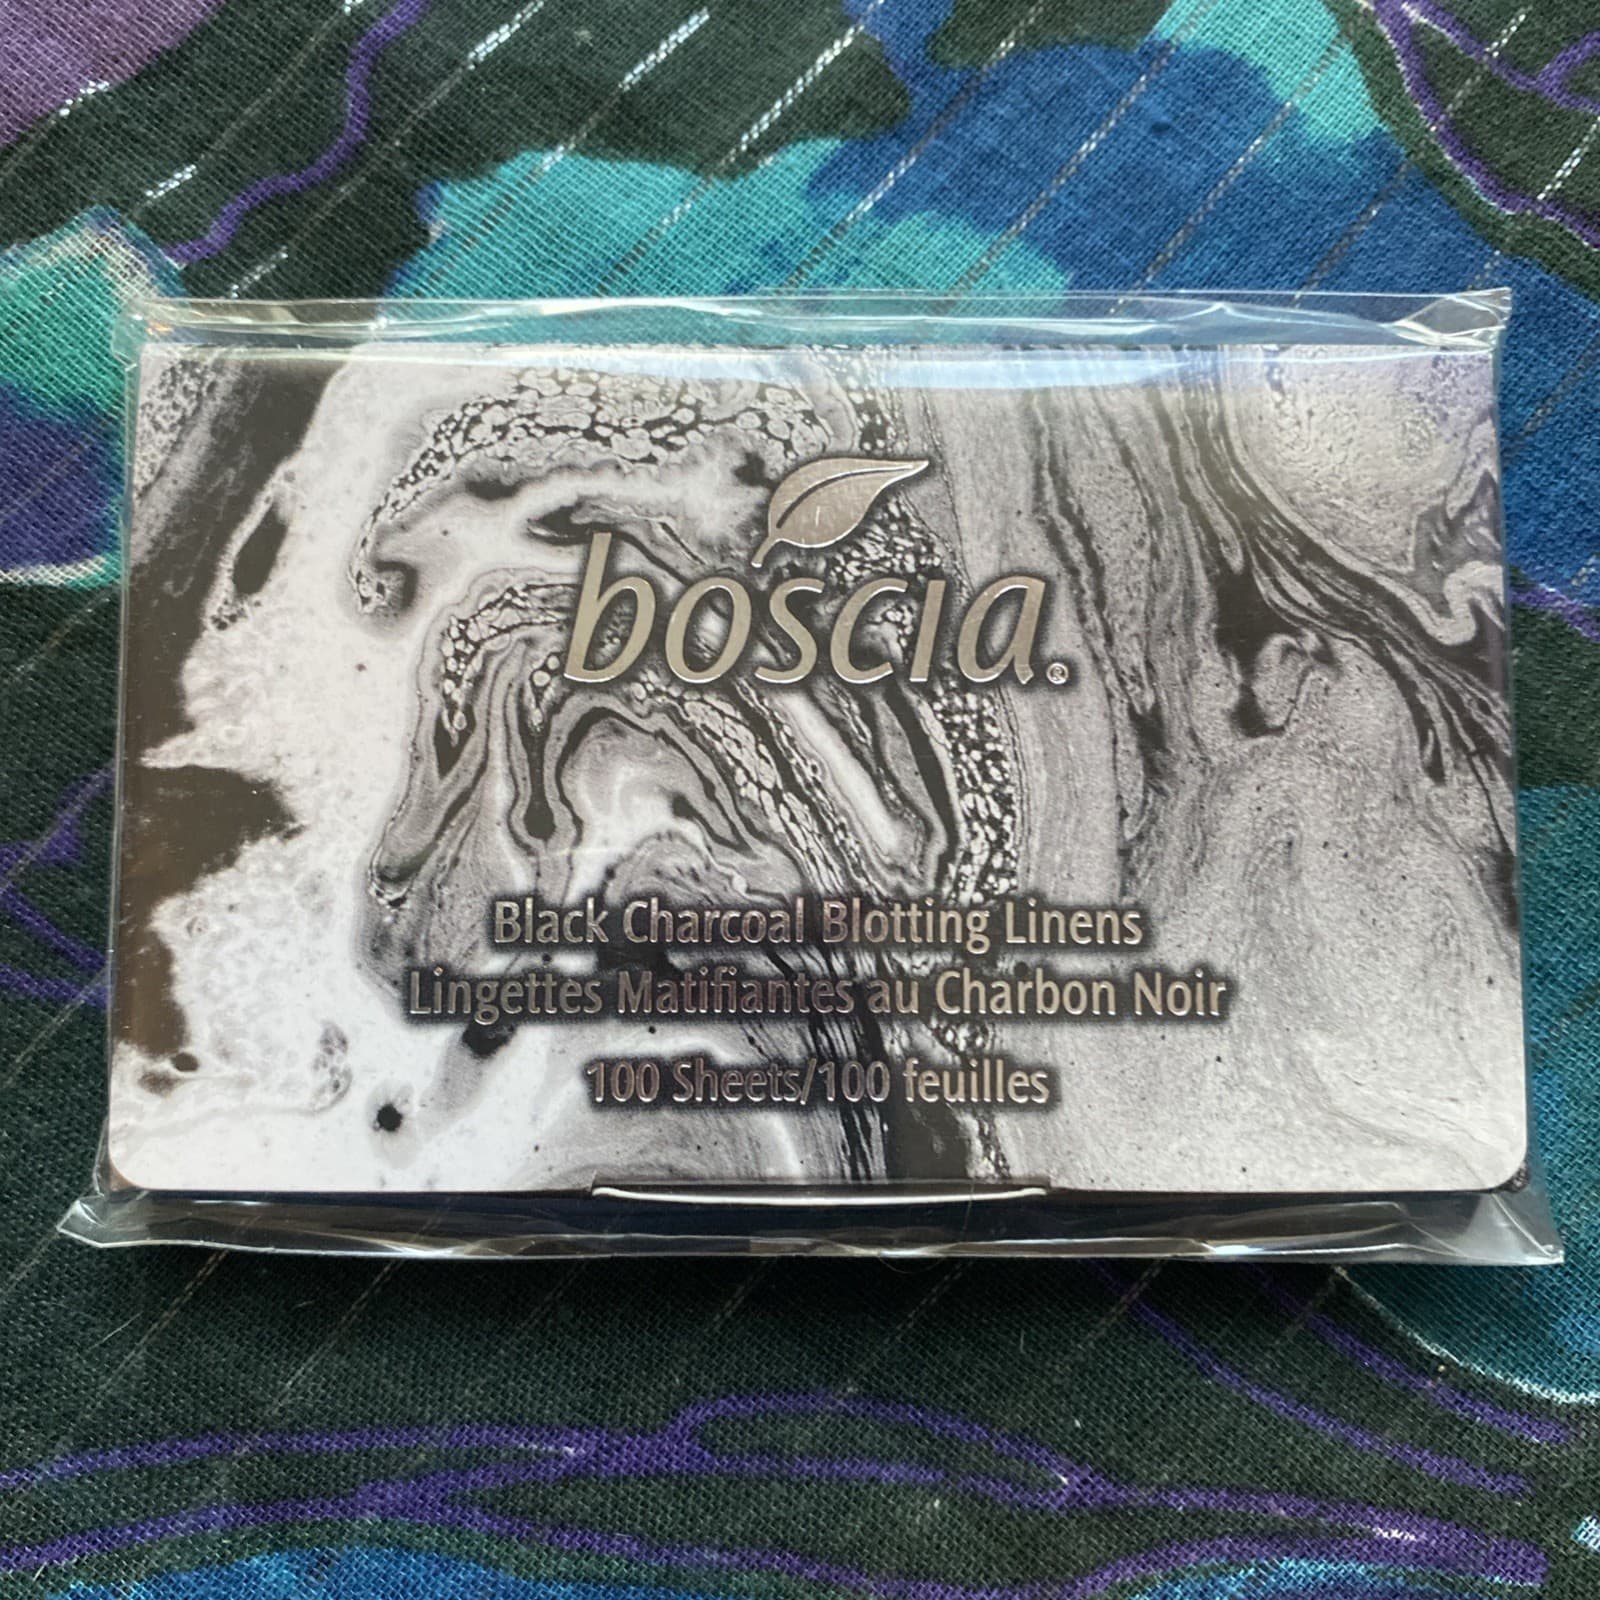 boscia®
Black Charcoal Blotting Linens
Lingettes Matifiantes au Charbon Noir
100 Sheets/100 feuilles